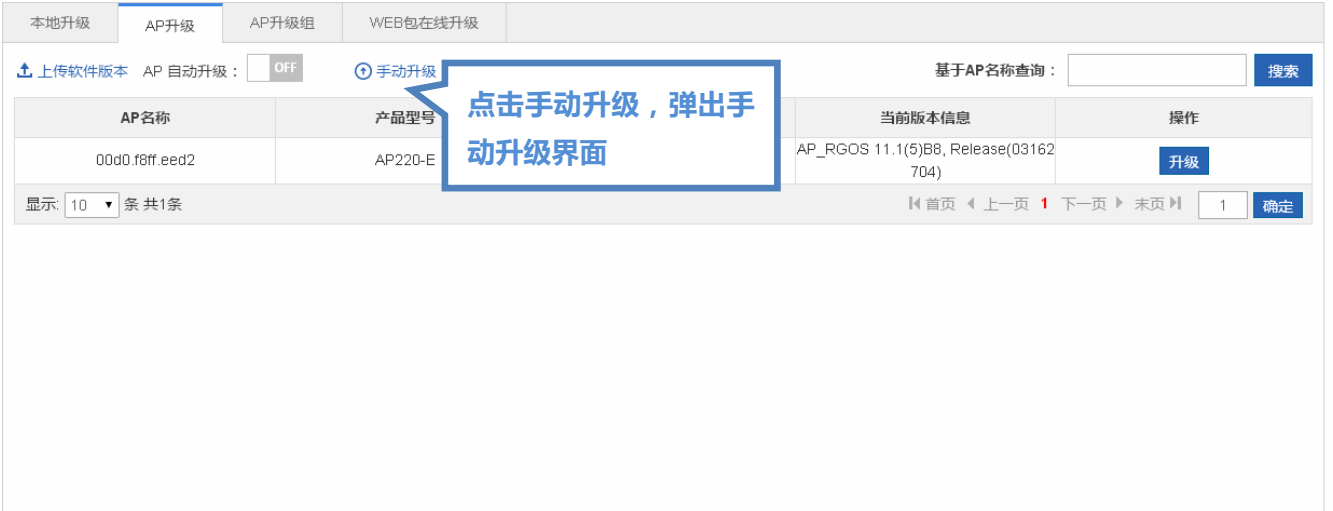 本地升级 AP升级 AP升级组 WEB包在线升级
上传软件版本 AP 自动升级： OFF 手动升级 基于AP名称查询： 搜索
点击手动升级，弹出手
动升级界面
AP名称 产品型号 当前版本信息 操作
00d0.f8ff.eed2 AP220-E AP_RGOS 11.1(5)B8, Release(03162
704) 升级
显示: 10 条 共1条 首页 上一页 1 下一页 末页 1 确定